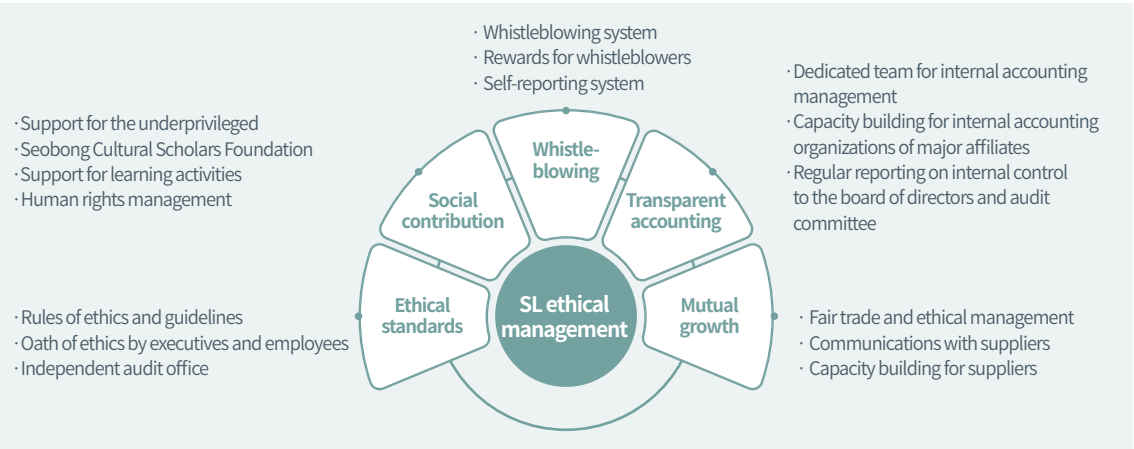 · Whistleblowing system
· Rewards for whistleblowers
· Self-reporting system
· Dedicated team for internal accounting
management
· Capacity building for internal accounting
organizations of major affiliates
· Regular reporting on internal control
to the board of directors and audit
committee
· Support for the underprivileged
· Seobong Cultural Scholars Foundation
· Support for learning activities
· Human rights management
Whistle-
blowing
Social
contribution
Transparent
accounting
Ethical
standards
SL ethical
management
Mutual
growth
· Rules of ethics and guidelines
· Oath of ethics by executives and employees
· Independent audit office
· Fair trade and ethical management
· Communications with suppliers
· Capacity building for suppliers